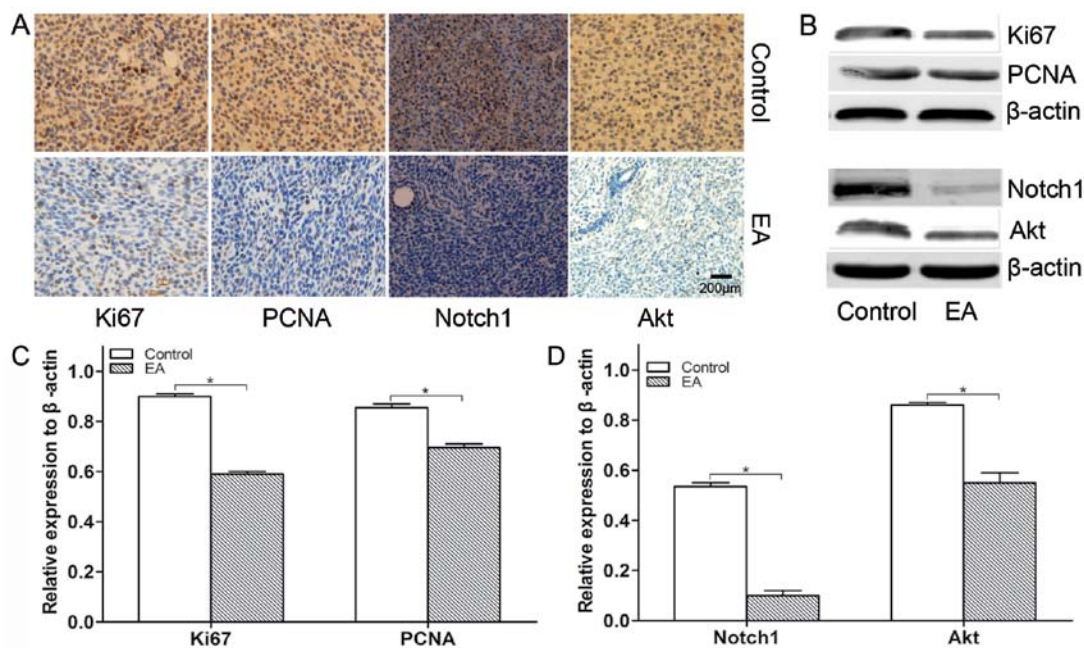 A
Control
EA
200μm
Ki67 PCNA Notch1 Akt
B
Ki67
PCNA
β-actin
Notch1
Akt
β-actin
Control EA
C
Control
EA
Relative expression to β -actin
1.0
0.8
0.6
0.4
0.2
0.0
*
*
Ki67 PCNA
D
Control
EA
Relative expression to β -actin
1.0
0.8
0.6
0.4
0.2
0.0
*
*
Notch1 Akt